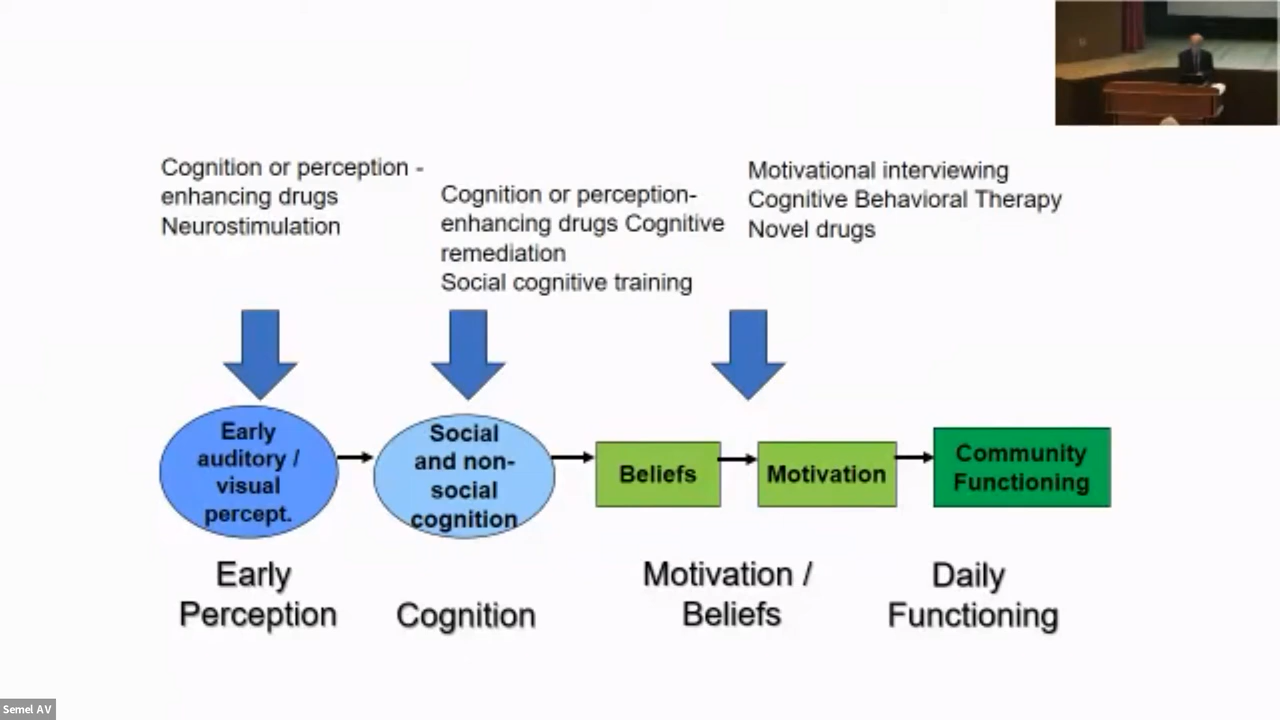 Cognition or perception -
enhancing drugs
Neurostimulation
Cognition or perception-
enhancing drugs Cognitive
remediation
Social cognitive training
Motivational interviewing
Cognitive Behavioral Therapy
Novel drugs
Early
auditory /
visual
percept.
Social
and non-
social
cognition
Beliefs
Motivation
Community
Functioning
Early
Perception
Cognition
Motivation /
Beliefs
Daily
Functioning
Semel AV